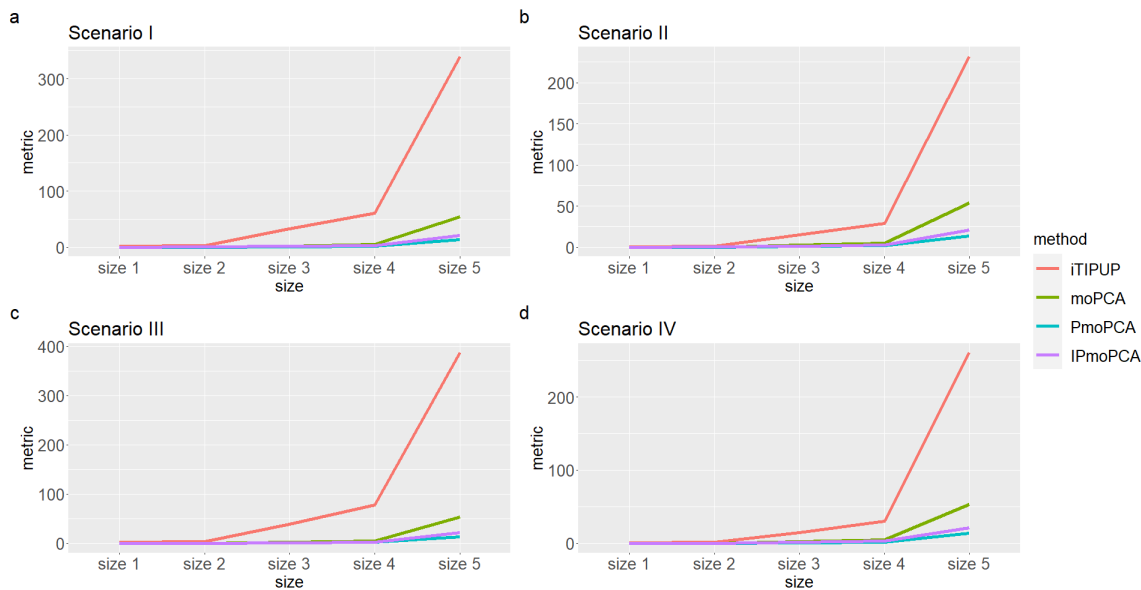 a
Scenario I
metric
300
200
100
0
size 1 size 2 size 3 size 4 size 5
size
b
Scenario II
metric
200
150
100
50
0
size 1 size 2 size 3 size 4 size 5
size
c
Scenario III
metric
400
300
200
100
0
size 1 size 2 size 3 size 4 size 5
size
d
Scenario IV
metric
200
100
0
size 1 size 2 size 3 size 4 size 5
size
method
iTIPUP
moPCA
PmoPCA
IPmoPCA